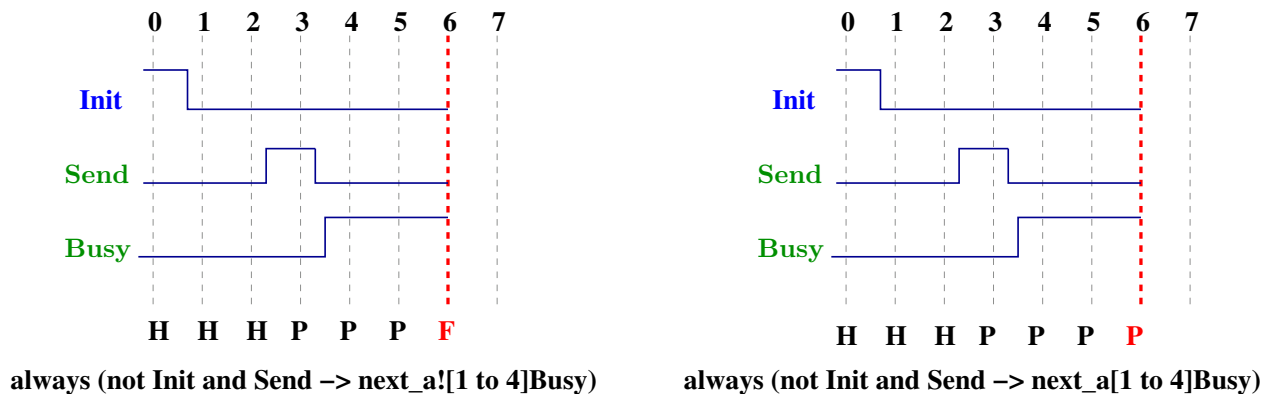 0 1 2 3 4 5 6 7
Init
Send
Busy
H H H P P P F
always (not Init and Send −> next_a![1 to 4]Busy)
0 1 2 3 4 5 6 7
Init
Send
Busy
H H H P P P P
always (not Init and Send −> next_a[1 to 4]Busy)